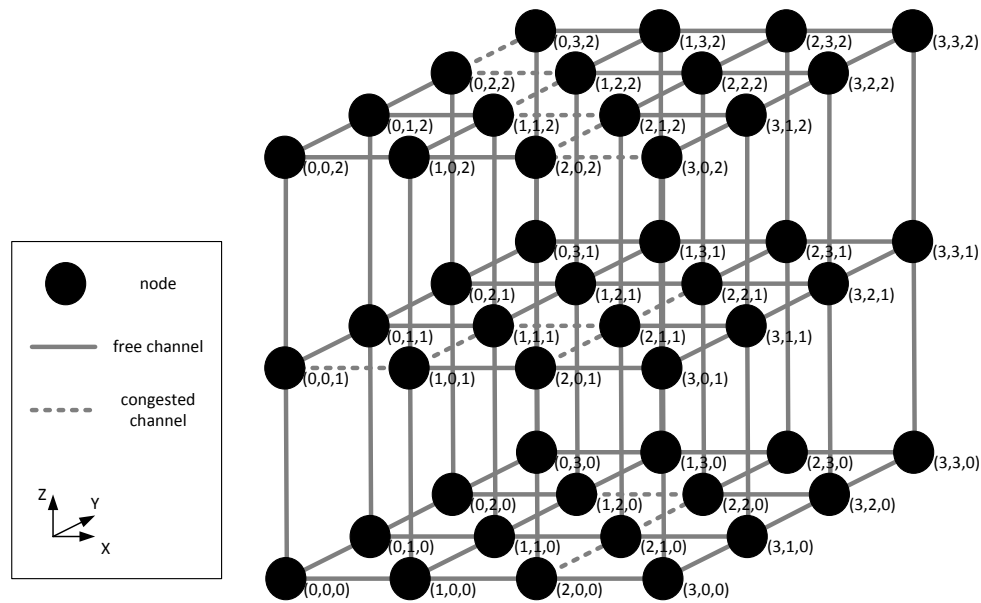 (0,3,2) (1,3,2) (2,3,2) (3,3,2)
(0,2,2) (1,2,2) (2,2,2) (3,2,2)
(0,1,2) (1,1,2) (2,1,2) (3,1,2)
(0,0,2) (1,0,2) (2,0,2) (3,0,2)
(0,3,1) (1,3,1) (2,3,1) (3,3,1)
(0,2,1) (1,2,1) (2,2,1) (3,2,1)
(0,1,1) (1,1,1) (2,1,1) (3,1,1)
(0,0,1) (1,0,1) (2,0,1) (3,0,1)
(0,3,0) (1,3,0) (2,3,0) (3,3,0)
(0,2,0) (1,2,0) (2,2,0) (3,2,0)
(0,1,0) (1,1,0) (2,1,0) (3,1,0)
(0,0,0) (1,0,0) (2,0,0) (3,0,0)
node
free channel
congested
channel
Z
Y
X